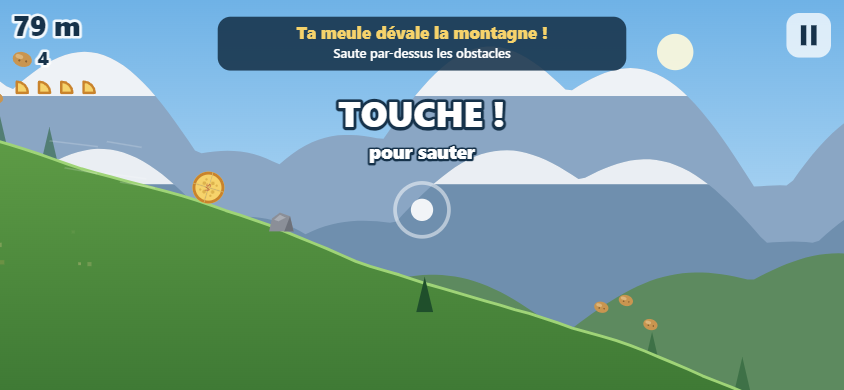 79 m
4
Ta meule dévale la montagne !
Saute par-dessus les obstacles
TOUCHE !
pour sauter